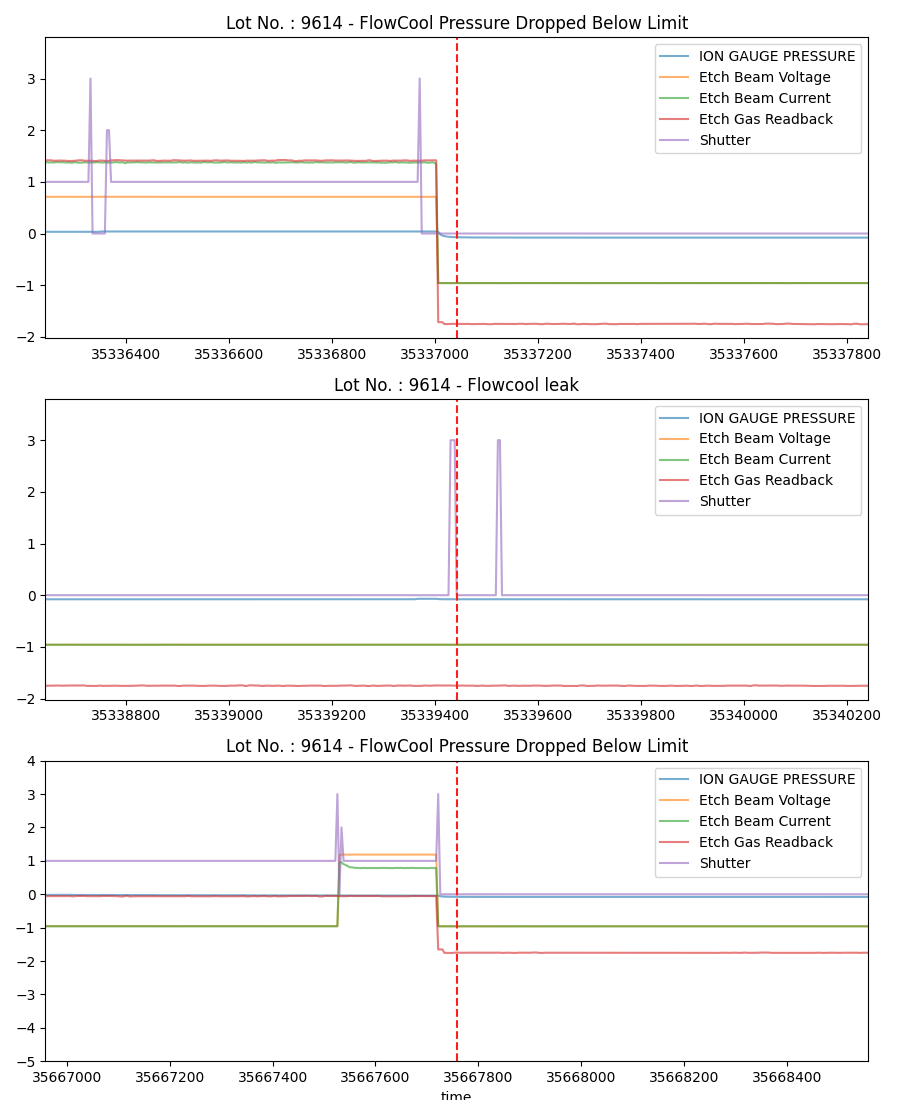 Lot No. : 9614 - FlowCool Pressure Dropped Below Limit
ION GAUGE PRESSURE
Etch Beam Voltage
Etch Beam Current
Etch Gas Readback
Shutter
3
2
1
0
−1
−2
35336400 35336600 35336800 35337000 35337200 35337400 35337600 35337800
Lot No. : 9614 - Flowcool leak
ION GAUGE PRESSURE
Etch Beam Voltage
Etch Beam Current
Etch Gas Readback
Shutter
3
2
1
0
−1
−2
35338800 35339000 35339200 35339400 35339600 35339800 35340000 35340200
Lot No. : 9614 - FlowCool Pressure Dropped Below Limit
ION GAUGE PRESSURE
Etch Beam Voltage
Etch Beam Current
Etch Gas Readback
Shutter
4
3
2
1
0
−1
−2
−3
−4
−5
35667000 35667200 35667400 35667600 35667800 35668000 35668200 35668400
time